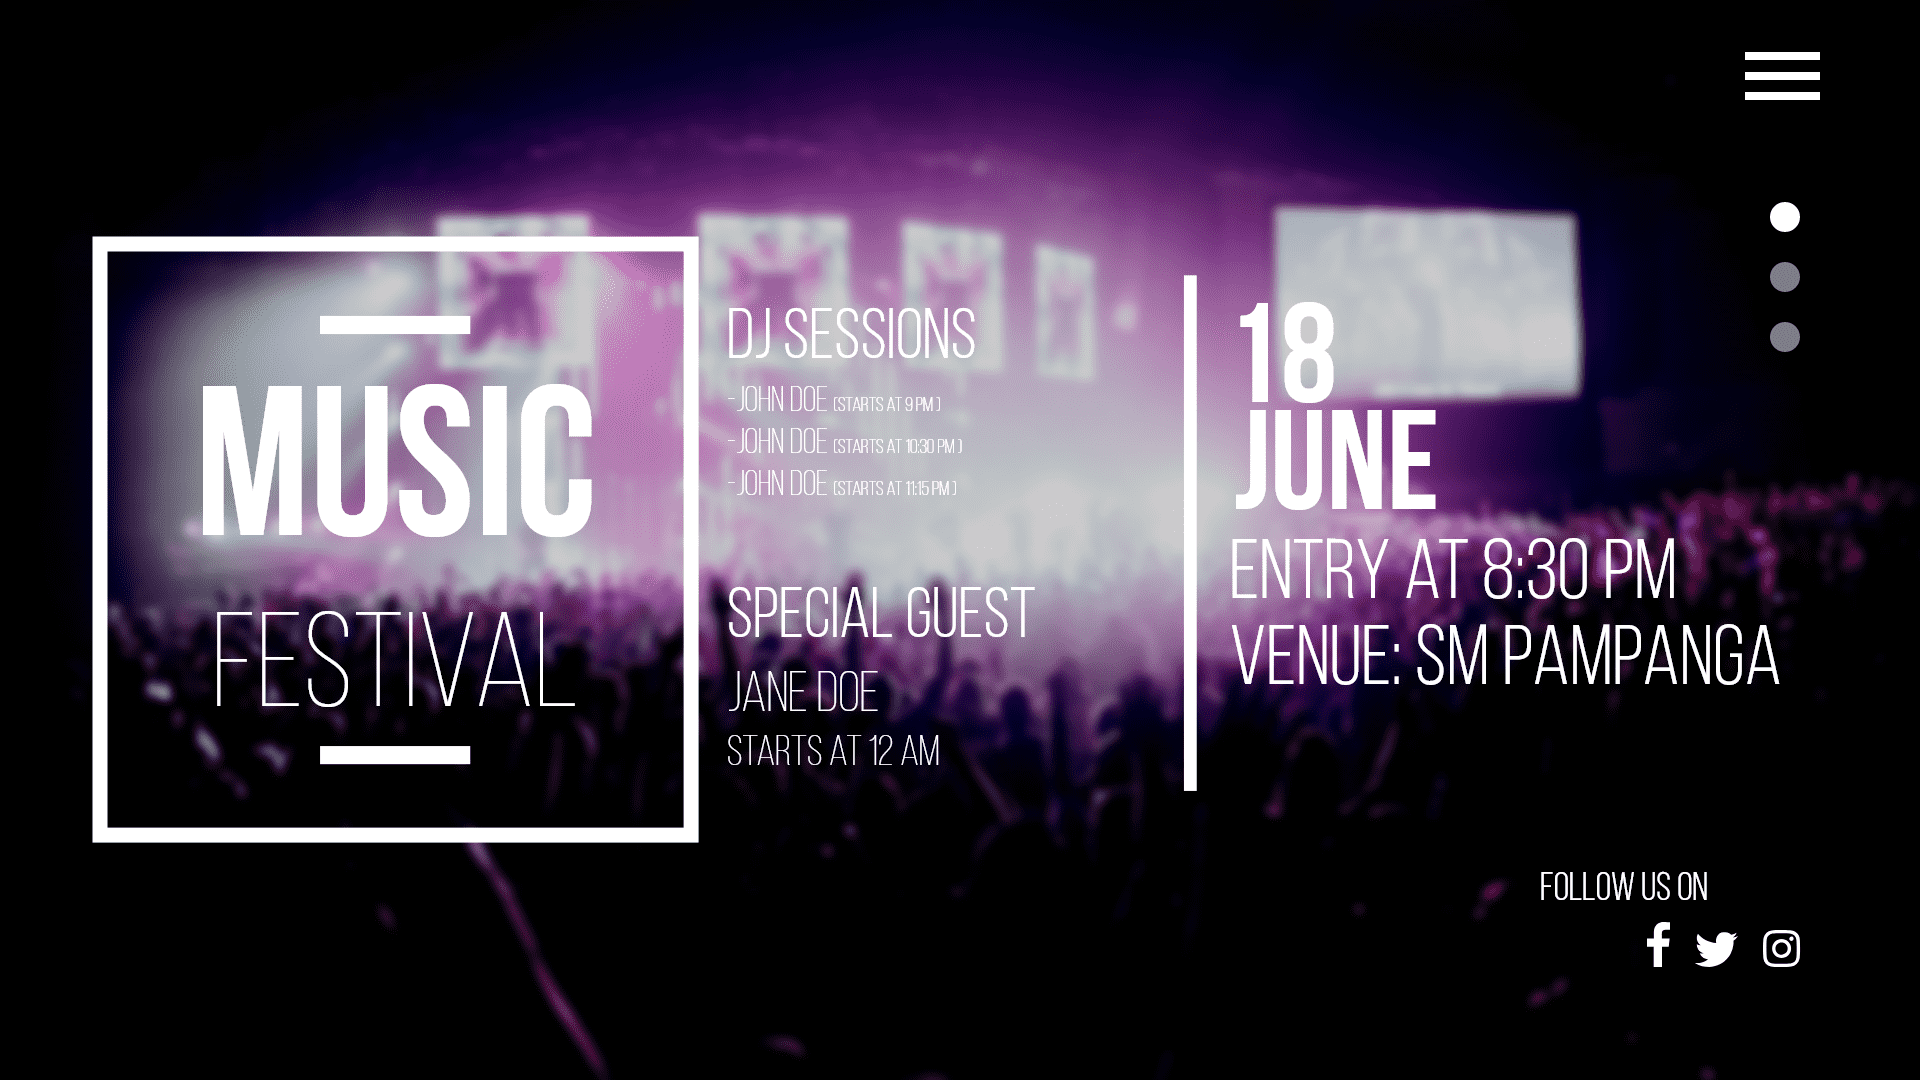 MUSIC
FESTIVAL
DJ SESSIONS
-JOHN DOE (STARTS AT 9 PM )
-JOHN DOE (STARTS AT 10:30 PM )
-JOHN DOE (STARTS AT 11:15 PM )
SPECIAL GUEST
JANE DOE
STARTS AT 12 AM
18
JUNE
ENTRY AT 8:30 PM
VENUE: SM PAMPANGA
FOLLOW US ON